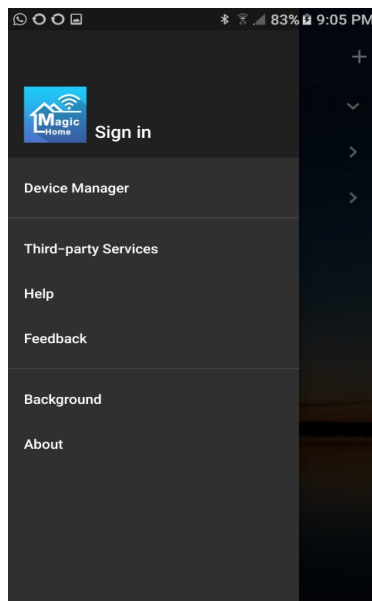 83% 9:05 PM
Magic
Home
Sign in
Device Manager
Third-party Services
Help
Feedback
Background
About